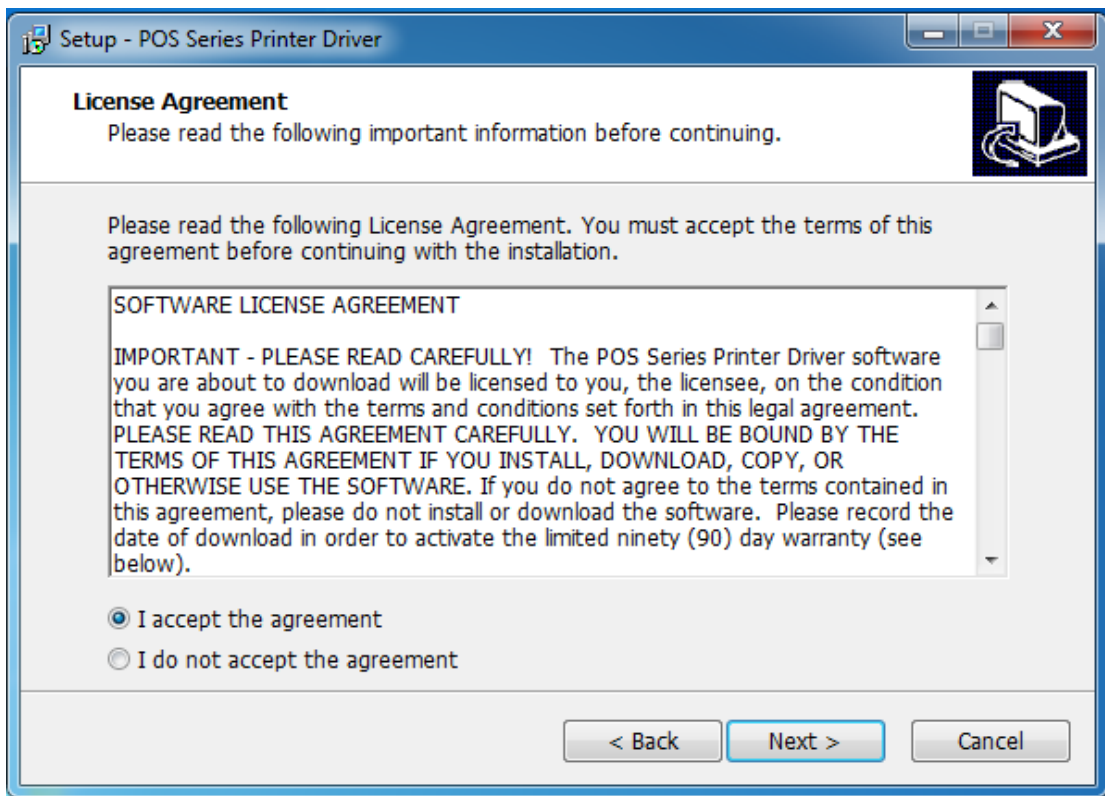 Setup - POS Series Printer Driver
License Agreement
Please read the following important information before continuing.
Please read the following License Agreement. You must accept the terms of this
agreement before continuing with the installation.
SOFTWARE LICENSE AGREEMENT
IMPORTANT - PLEASE READ CAREFULLY!  The POS Series Printer Driver software
you are about to download will be licensed to you, the licensee, on the condition
that you agree with the terms and conditions set forth in this legal agreement.
PLEASE READ THIS AGREEMENT CAREFULLY.  YOU WILL BE BOUND BY THE
TERMS OF THIS AGREEMENT IF YOU INSTALL, DOWNLOAD, COPY, OR
OTHERWISE USE THE SOFTWARE. If you do not agree to the terms contained in
this agreement, please do not install or download the software.  Please record the
date of download in order to activate the limited ninety (90) day warranty (see
below).
I accept the agreement
I do not accept the agreement
< Back
Next >
Cancel